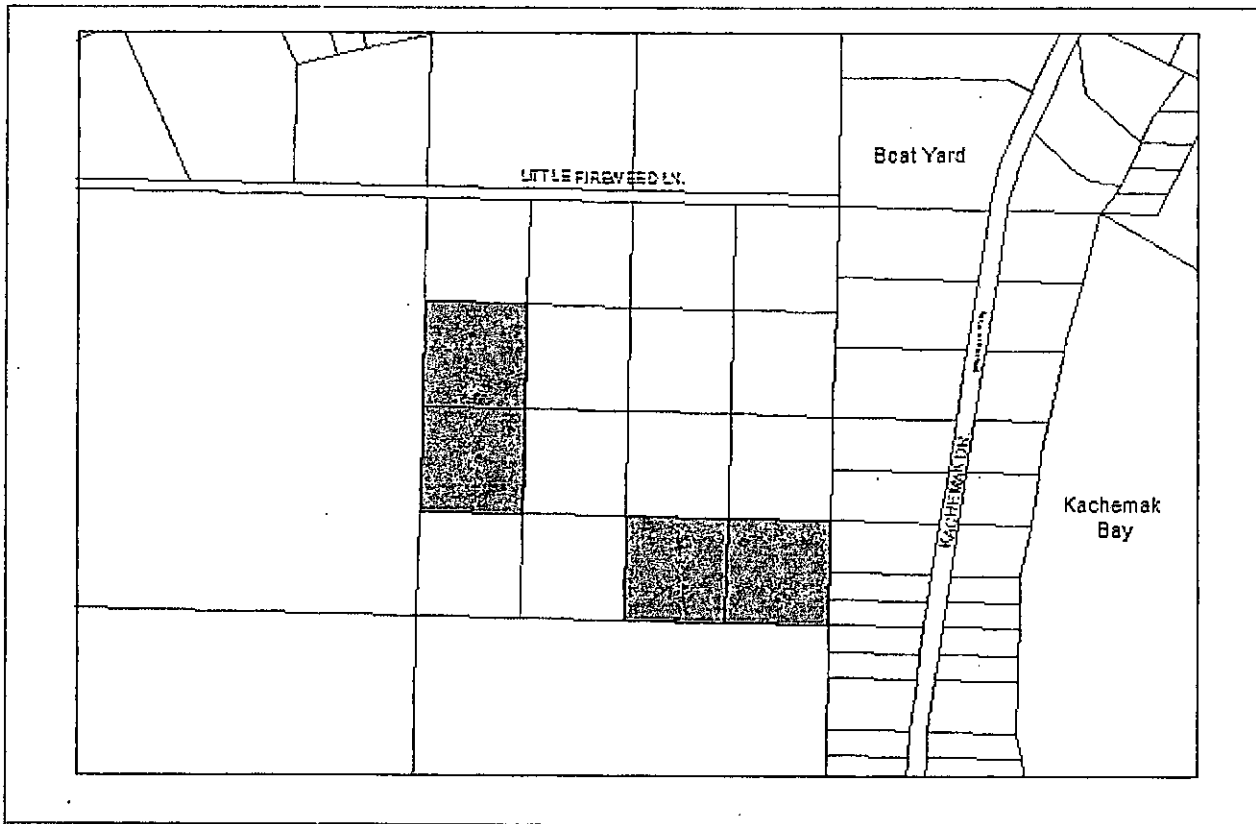 Boat Yard
LITTLE FIREWEED LN.
KACHEMAK DR.
Kachemak
Bay